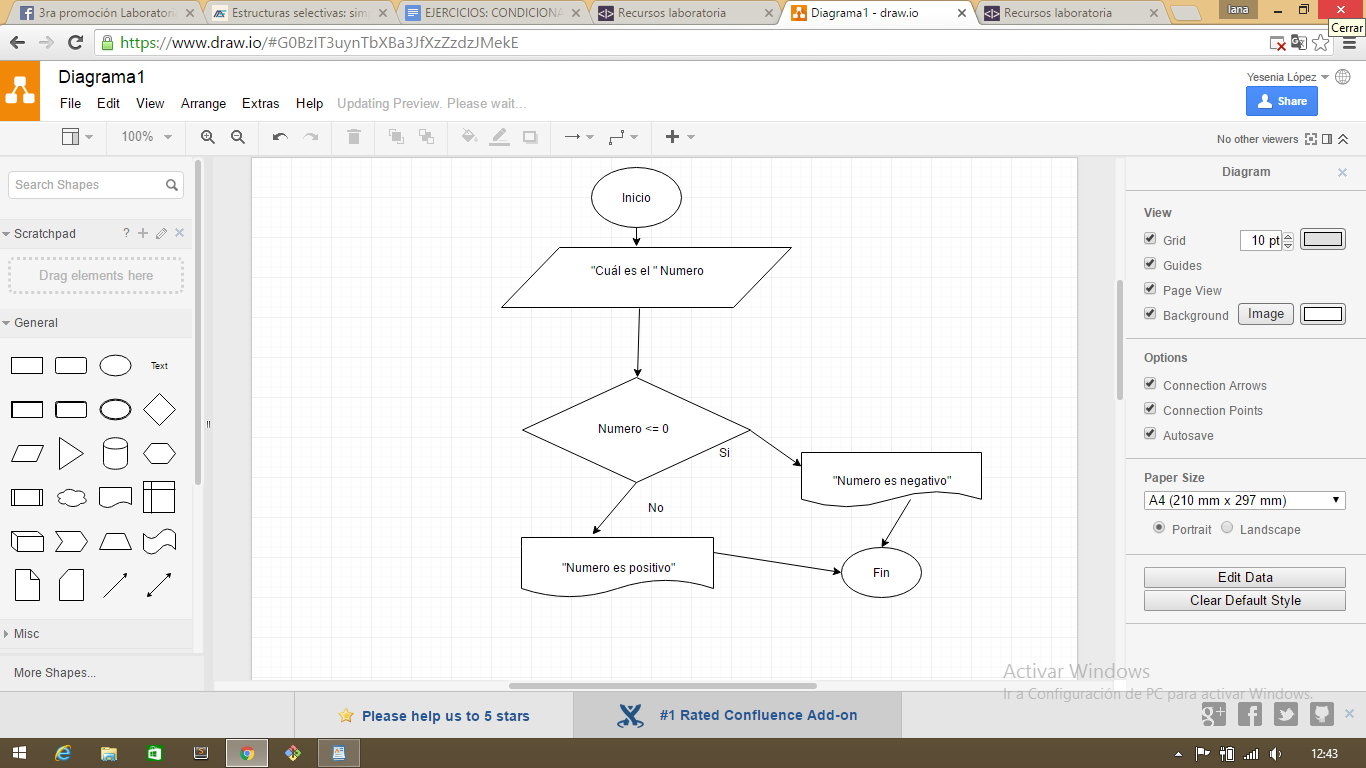 3ra promoción Laboratori
Estructuras selectivas: sim
EJERCICIOS: CONDICIONA
Recursos laboratoria
Diagrama1 - draw.io
Recursos laboratoria
Iana
Cerrar
https://www.draw.io/#G0BzIT3uynTbXBa3JfXzZzdzJMekE
Diagrama1
Yesenia López
File Edit View Arrange Extras Help Updating Preview. Please wait...
Share
100%
No other viewers
Search Shapes
Scratchpad ?
Drag elements here
General
Text
Misc
More Shapes...
Inicio
"Cuál es el " Numero
Numero <= 0
Si
"Numero es negativo"
No
"Numero es positivo"
Fin
Diagram
View
Grid 10 pt
Guides
Page View
Background Image
Options
Connection Arrows
Connection Points
Autosave
Paper Size
A4 (210 mm x 297 mm)
Portrait Landscape
Edit Data
Clear Default Style
Activar Windows
Ir a Configuración de PC para activar Windows.
Please help us to 5 stars
#1 Rated Confluence Add-on
12:43